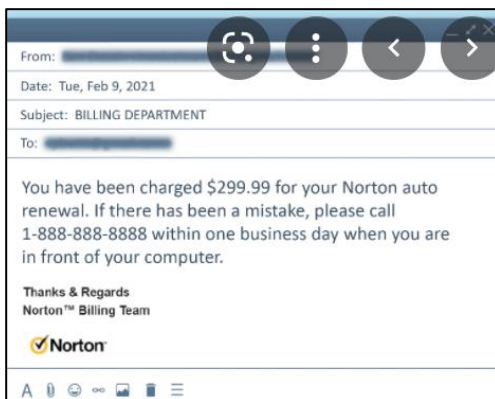 From:
Date: Tue, Feb 9, 2021
Subject: BILLING DEPARTMENT
To:
You have been charged $299.99 for your Norton auto
renewal. If there has been a mistake, please call
1-888-888-8888 within one business day when you are
in front of your computer.
Thanks & Regards
Norton™ Billing Team
Norton